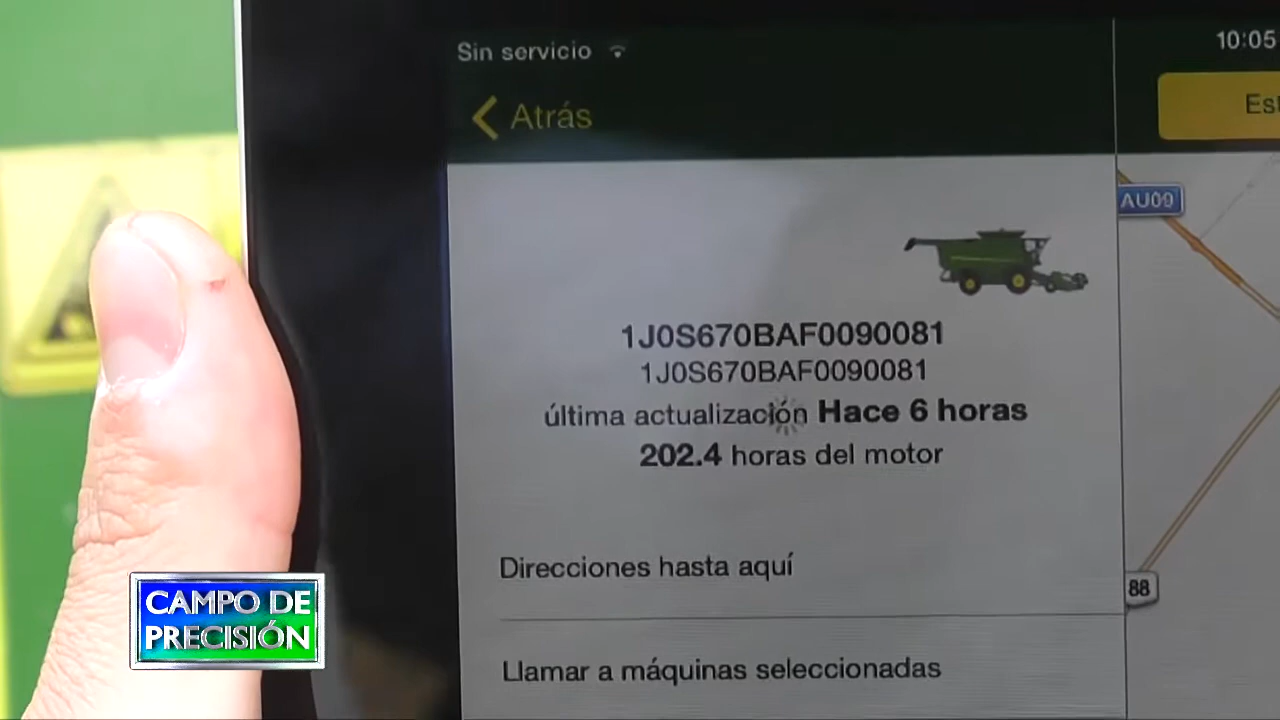 Sin servicio
10:05
Atrás
Est
AU09
1J0S670BAF0090081
1J0S670BAF0090081
última actualización Hace 6 horas
202.4 horas del motor
Direcciones hasta aquí
88
Llamar a máquinas seleccionadas
CAMPO DE
PRECISIÓN